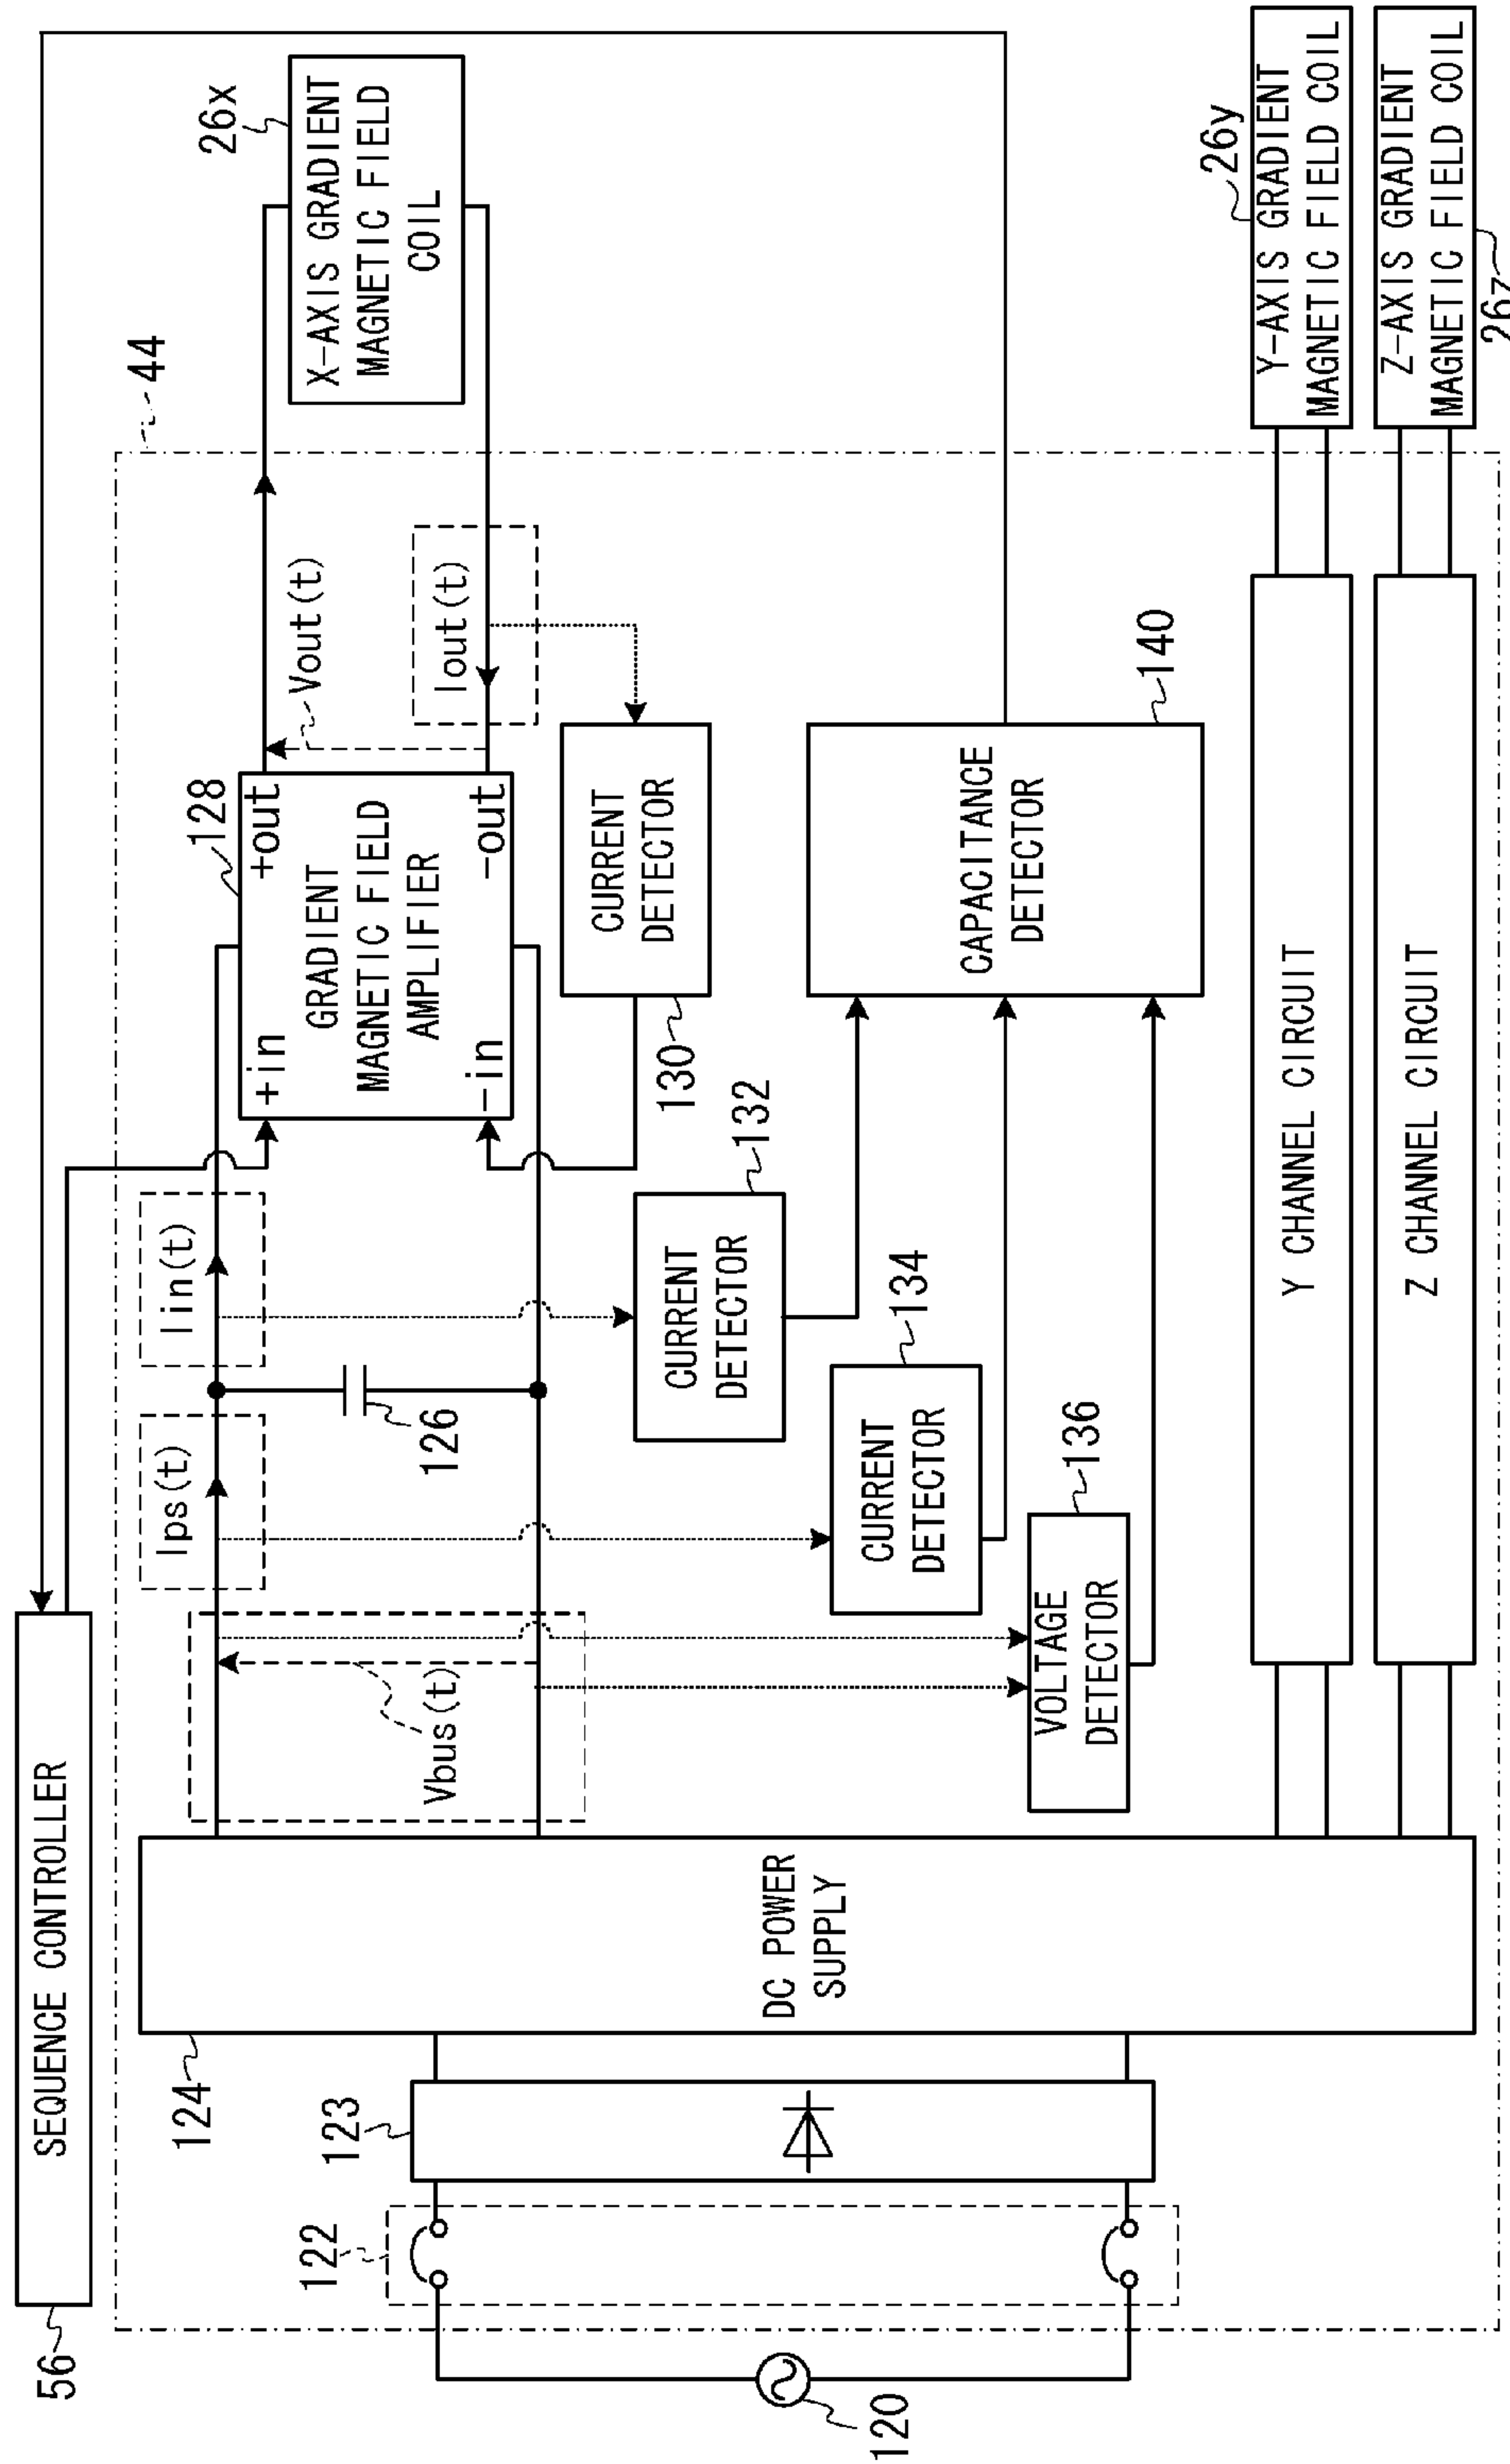 56
SEQUENCE CONTROLLER
44
120
122
123
124
DC POWER
SUPPLY
Vbus(t)
Ips(t)
Iin(t)
126
128
+in
-in
GRADIENT
MAGNETIC FIELD
AMPLIFIER
+out
-out
Vout(t)
Iout(t)
26x
X-AXIS GRADIENT
MAGNETIC FIELD
COIL
CURRENT
DETECTOR
130
CURRENT
DETECTOR
132
CURRENT
DETECTOR
134
VOLTAGE
DETECTOR
136
CAPACITANCE
DETECTOR
140
Y CHANNEL CIRCUIT
26y
Y-AXIS GRADIENT
MAGNETIC FIELD COIL
Z CHANNEL CIRCUIT
Z-AXIS GRADIENT
MAGNETIC FIELD COIL
26z